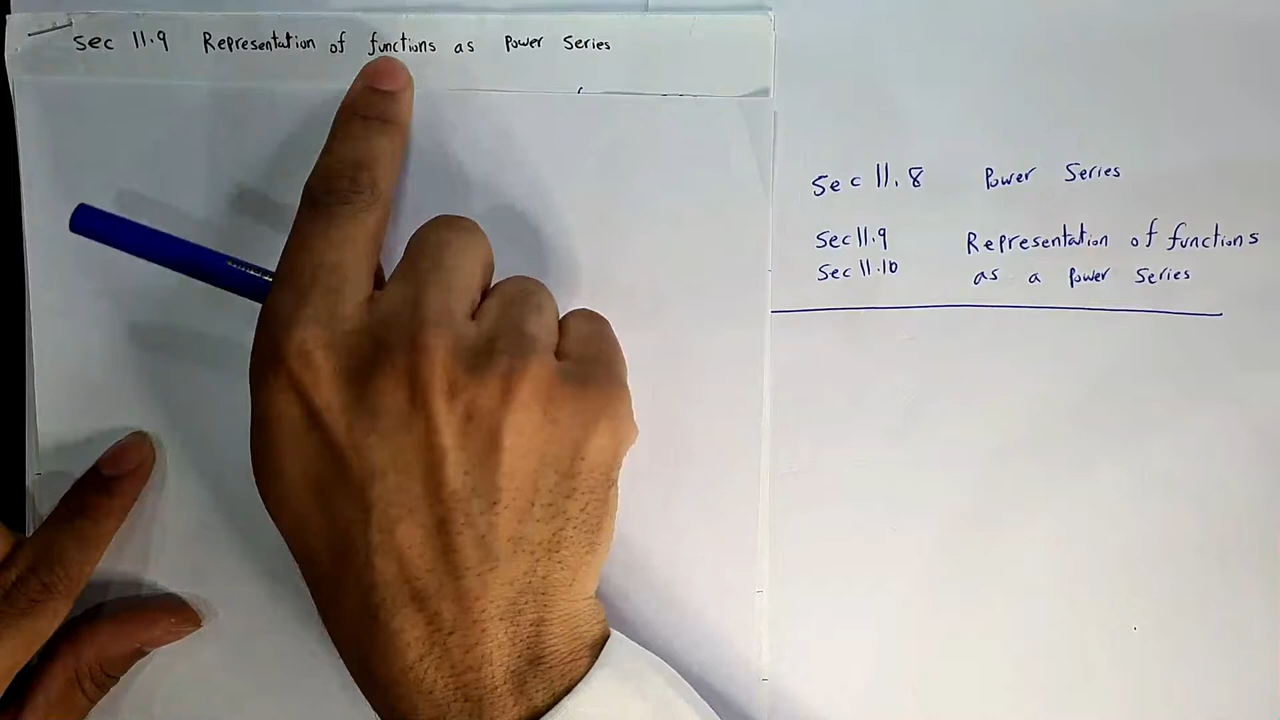 Sec 11.9 Representation of functions as Power Series
Sec 11.8 Power Series
Sec 11.9 Representation of functions
Sec 11.10 as a Power Series